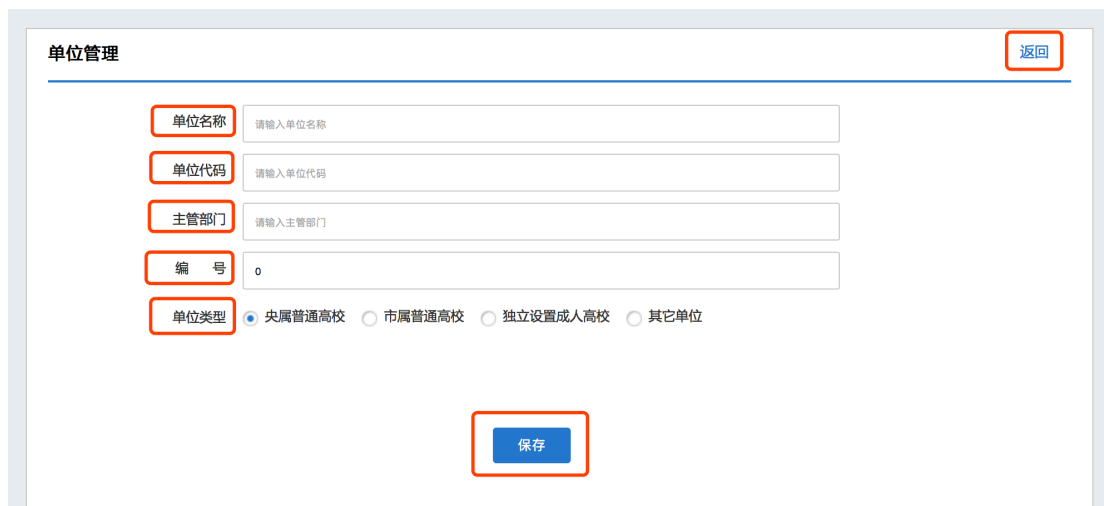 单位管理 返回
单位名称 请输入单位名称
单位代码 请输入单位代码
主管部门 请输入主管部门
编 号 0
单位类型 央属普通高校 市属普通高校 独立设置成人高校 其它单位
保存